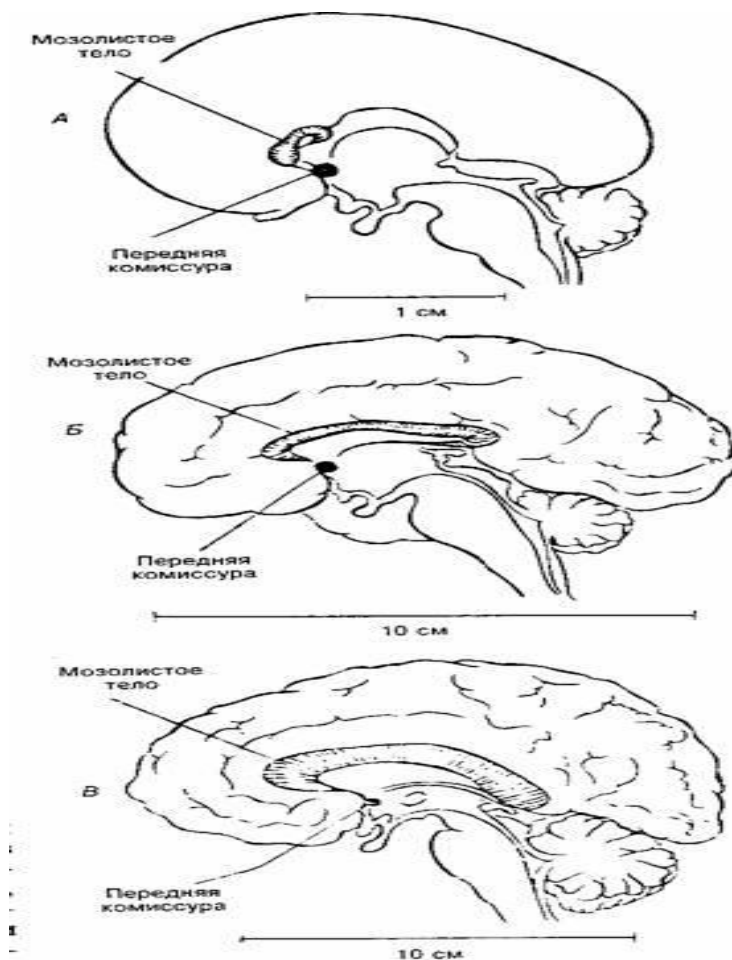 Мозолистое
тело
А
Передняя
комиссура
1 см
Мозолистое
тело
Б
Передняя
комиссура
10 см
Мозолистое
тело
В
Передняя
комиссура
10 см